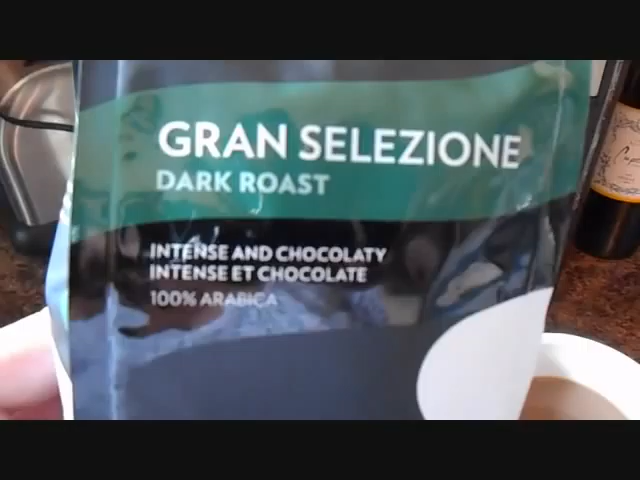 GRAN SELEZIONE
DARK ROAST
INTENSE AND CHOCOLATY
INTENSE ET CHOCOLATE
100% ARABICA